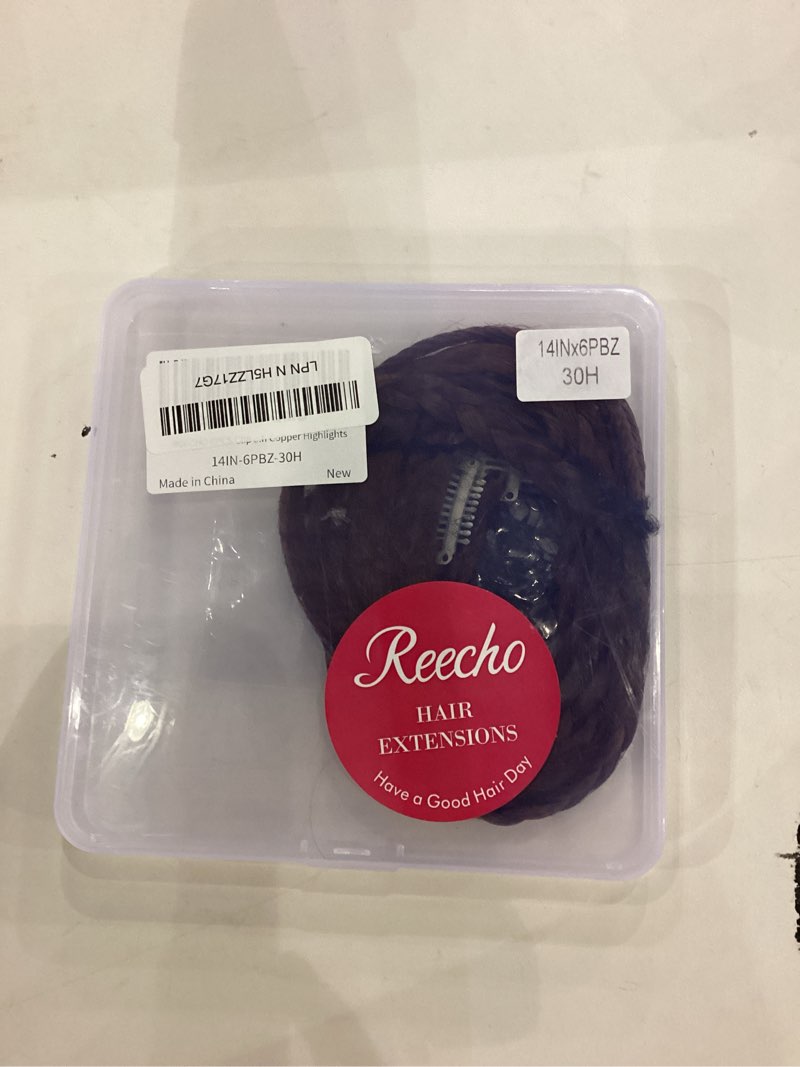 LPN N H5LZZ17G7
Copper Highlights
14IN-6PBZ-30H
Made in China
New
14INx6PBZ
30H
Reecho
HAIR
EXTENSIONS
Have a Good Hair Day